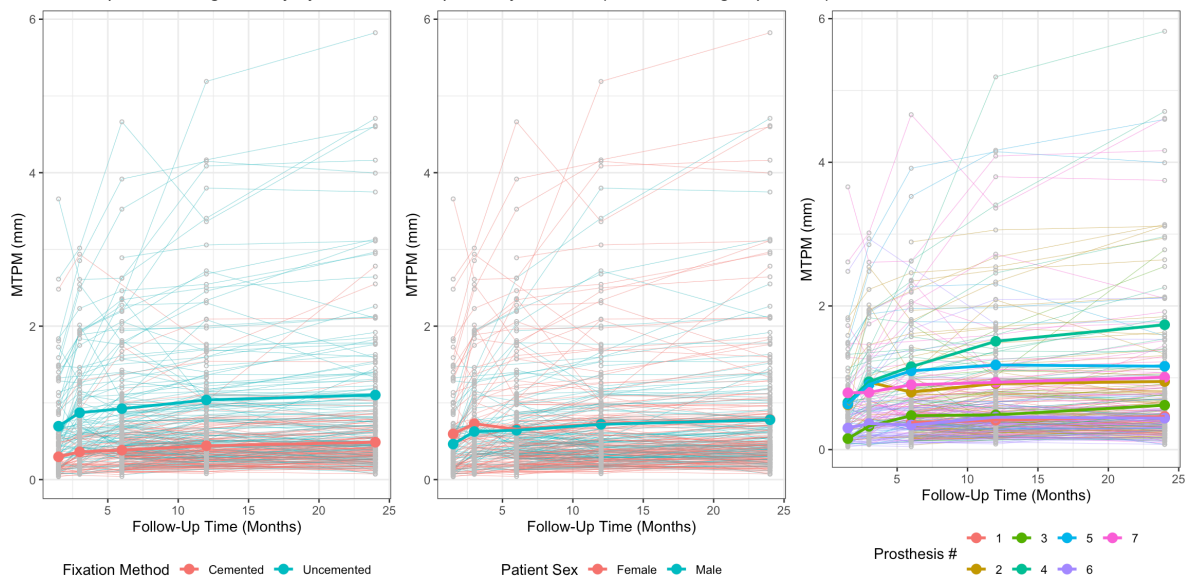 MTPM (mm)
6
4
2
0
5
10
15
20
25
Follow-Up Time (Months)
Fixation Method
Cemented
Uncemented
MTPM (mm)
6
4
2
0
5
10
15
20
25
Follow-Up Time (Months)
Patient Sex
Female
Male
MTPM (mm)
6
4
2
0
5
10
15
20
25
Follow-Up Time (Months)
Prosthesis #
1
3
5
7
2
4
6